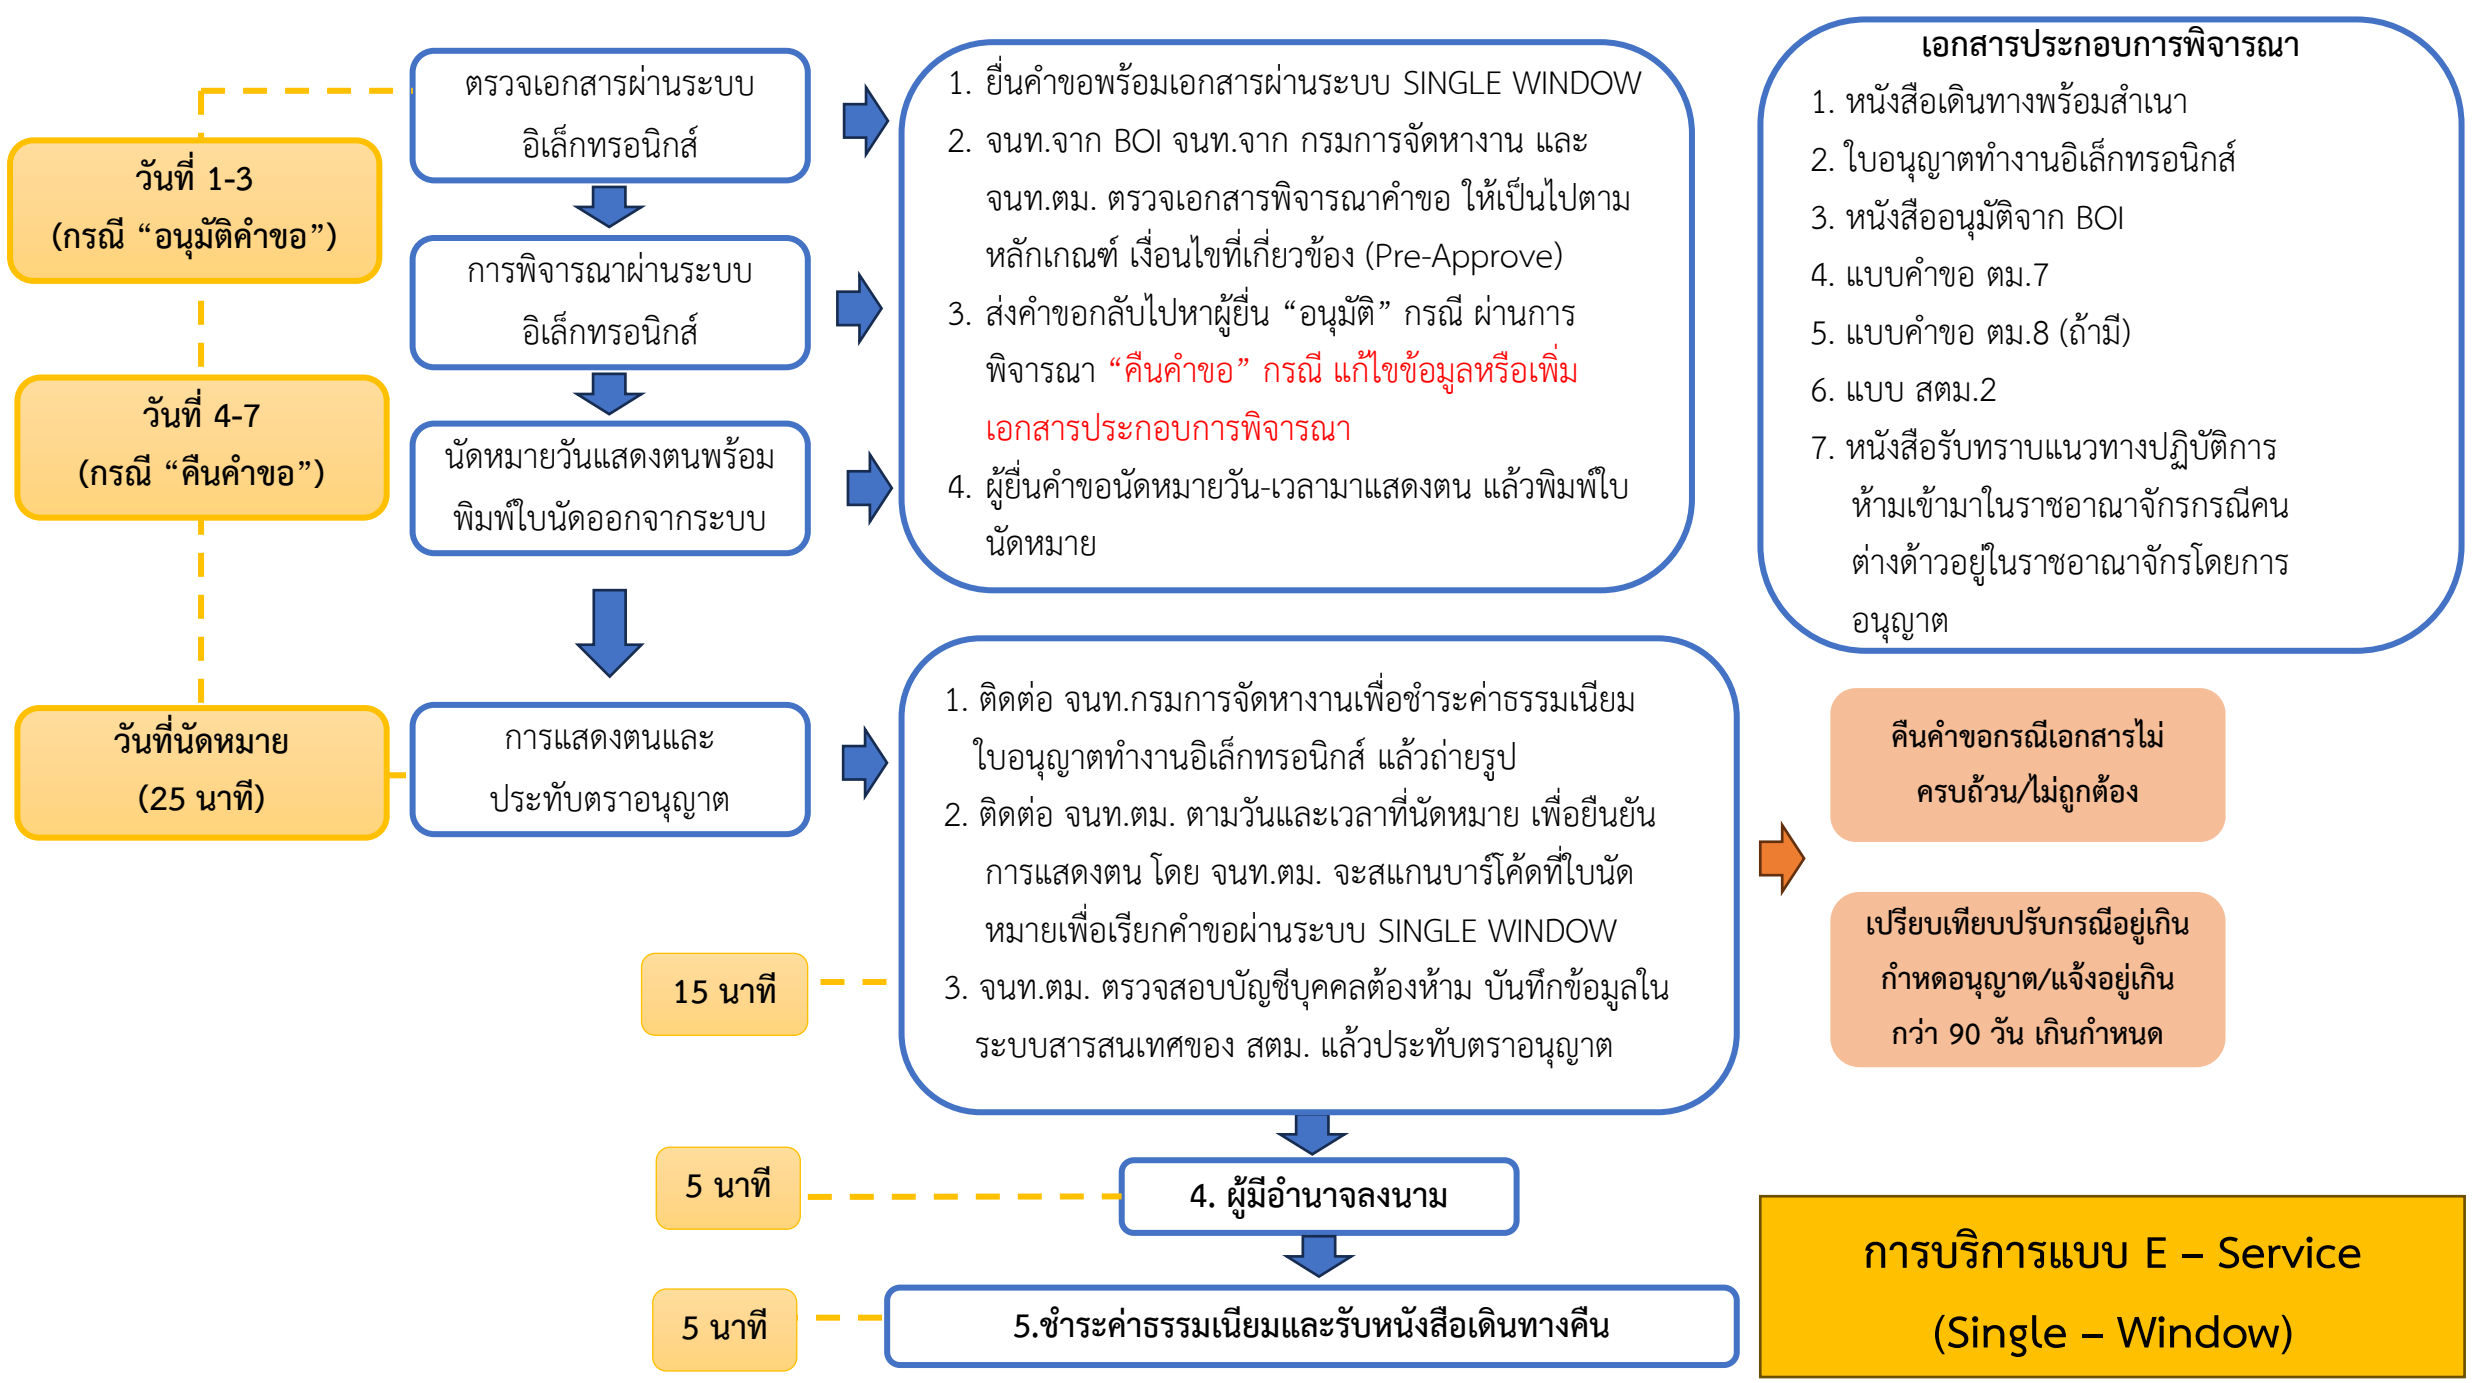 ตรวจเอกสารผ่านระบบ
อิเล็กทรอนิกส์
วันที่ 1-3
(กรณี “อนุมัติคำขอ”)
การพิจารณาผ่านระบบ
อิเล็กทรอนิกส์
วันที่ 4-7
(กรณี “คืนคำขอ”)
นัดหมายวันแสดงตนพร้อม
พิมพ์ใบนัดออกจากระบบ
1. ยื่นคำขอพร้อมเอกสารผ่านระบบ SINGLE WINDOW
2. จนท.จาก BOI จนท.จาก กรมการจัดหางาน และ
จนท.ตม. ตรวจเอกสารพิจารณาคำขอ ให้เป็นไปตาม
หลักเกณฑ์ เงื่อนไขที่เกี่ยวข้อง (Pre-Approve)
3. ส่งคำขอกลับไปหาผู้ยื่น “อนุมัติ” กรณี ผ่านการ
พิจารณา “คืนคำขอ” กรณี แก้ไขข้อมูลหรือเพิ่ม
เอกสารประกอบการพิจารณา
4. ผู้ยื่นคำขอนัดหมายวัน-เวลามาแสดงตน แล้วพิมพ์ใบ
นัดหมาย
เอกสารประกอบการพิจารณา
1. หนังสือเดินทางพร้อมสำเนา
2. ใบอนุญาตทำงานอิเล็กทรอนิกส์
3. หนังสืออนุมัติจาก BOI
4. แบบคำขอ ตม.7
5. แบบคำขอ ตม.8 (ถ้ามี)
6. แบบ สตม.2
7. หนังสือรับทราบแนวทางปฏิบัติการ
ห้ามเข้ามาในราชอาณาจักรกรณีคน
ต่างด้าวอยู่ในราชอาณาจักรโดยการ
อนุญาต
วันที่นัดหมาย
(25 นาที)
การแสดงตนและ
ประทับตราอนุญาต
1. ติดต่อ จนท.กรมการจัดหางานเพื่อชำระค่าธรรมเนียม
ใบอนุญาตทำงานอิเล็กทรอนิกส์ แล้วถ่ายรูป
2. ติดต่อ จนท.ตม. ตามวันและเวลาที่นัดหมาย เพื่อยืนยัน
การแสดงตน โดย จนท.ตม. จะสแกนบาร์โค้ดที่ใบนัด
หมายเพื่อเรียกคำขอผ่านระบบ SINGLE WINDOW
3. จนท.ตม. ตรวจสอบบัญชีบุคคลต้องห้าม บันทึกข้อมูลใน
ระบบสารสนเทศของ สตม. แล้วประทับตราอนุญาต
15 นาที
คืนคำขอกรณีเอกสารไม่
ครบถ้วน/ไม่ถูกต้อง
เปรียบเทียบปรับกรณีอยู่เกิน
กำหดอนุญาต/แจ้งอยู่เกิน
กว่า 90 วัน เกินกำหนด
5 นาที
4. ผู้มีอำนาจลงนาม
5 นาที
5.ชำระค่าธรรมเนียมและรับหนังสือเดินทางคืน
การบริการแบบ E – Service
(Single – Window)